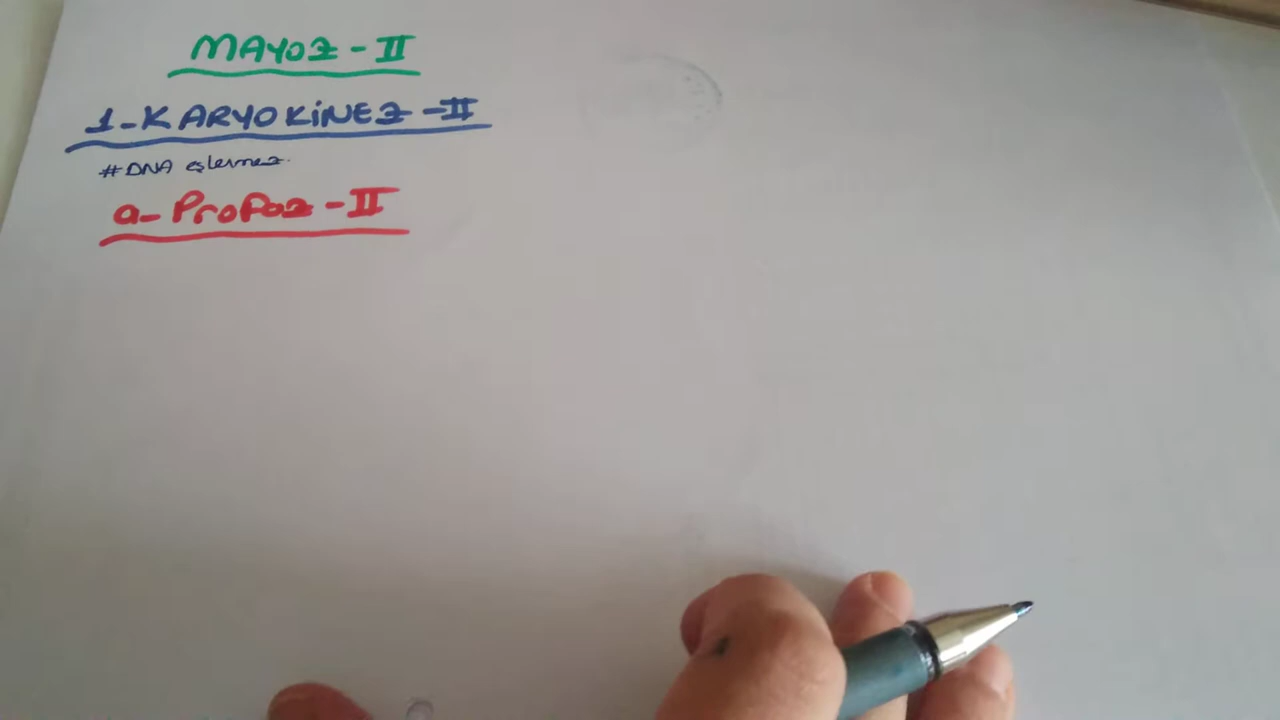 MAYOZ - II
1-KARYOKİNEZ -II
#DNA eşlenmez.
a- Profaz - II